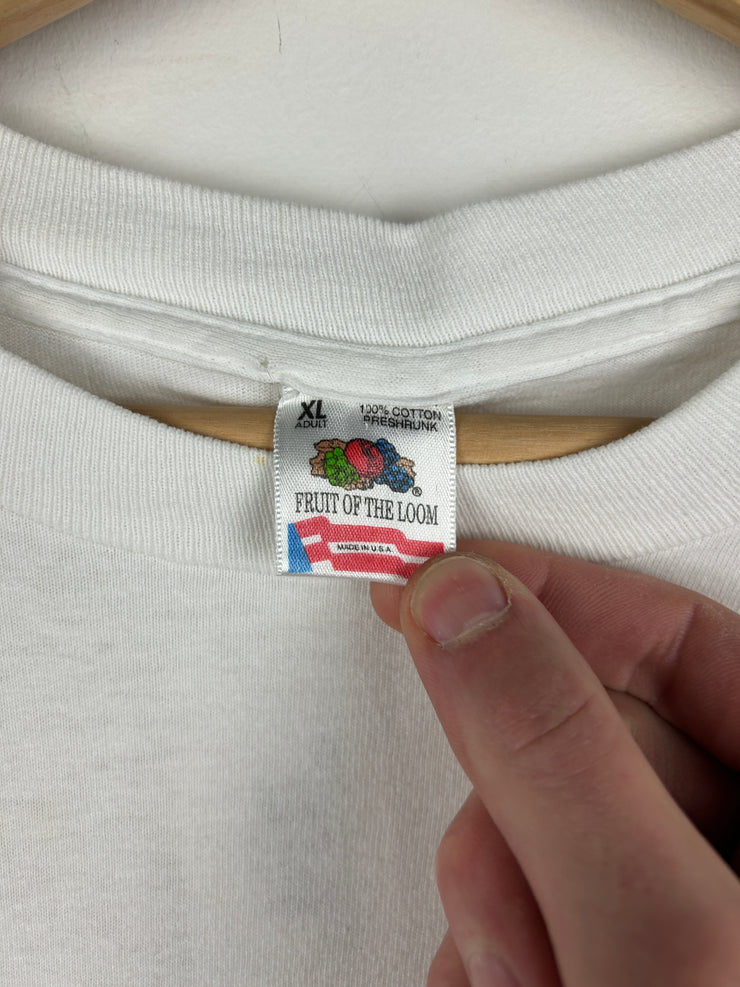 XL
ADULT
100% COTTON
PRESHRUNK
FRUIT OF THE LOOM
®
MADE IN U.S.A.